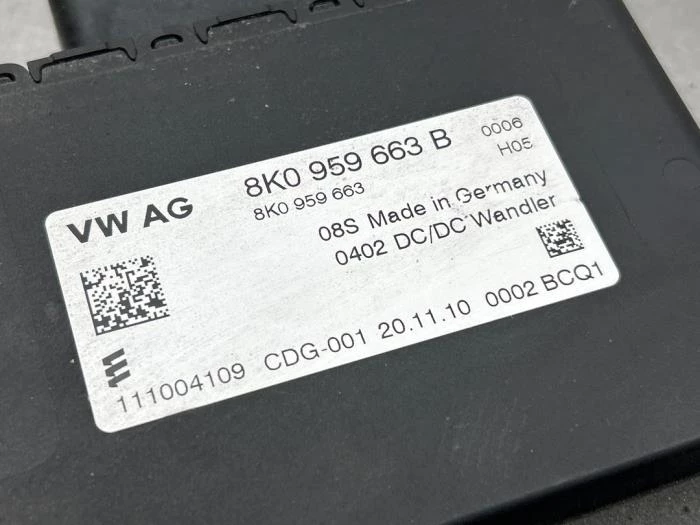 VW AG
8K0 959 663 B 0006
8K0 959 663 H05
08S Made in Germany
0402 DC/DC Wandler
111004109 CDG-001 20.11.10 0002 BCQ1